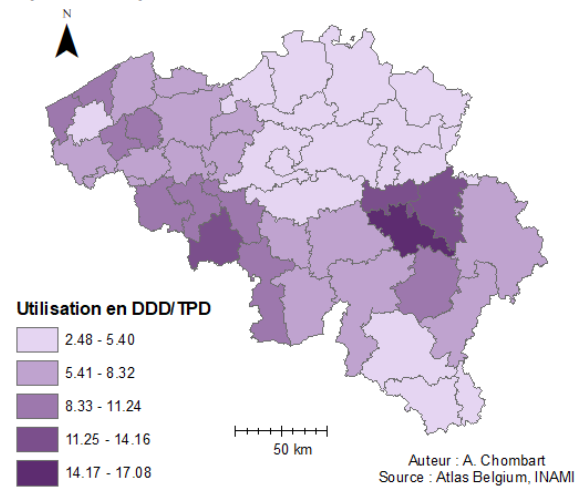 N
Utilisation en DDD/TPD
2.48 - 5.40
5.41 - 8.32
8.33 - 11.24
11.25 - 14.16
14.17 - 17.08
50 km
Auteur : A. Chombart
Source : Atlas Belgium, INAMI